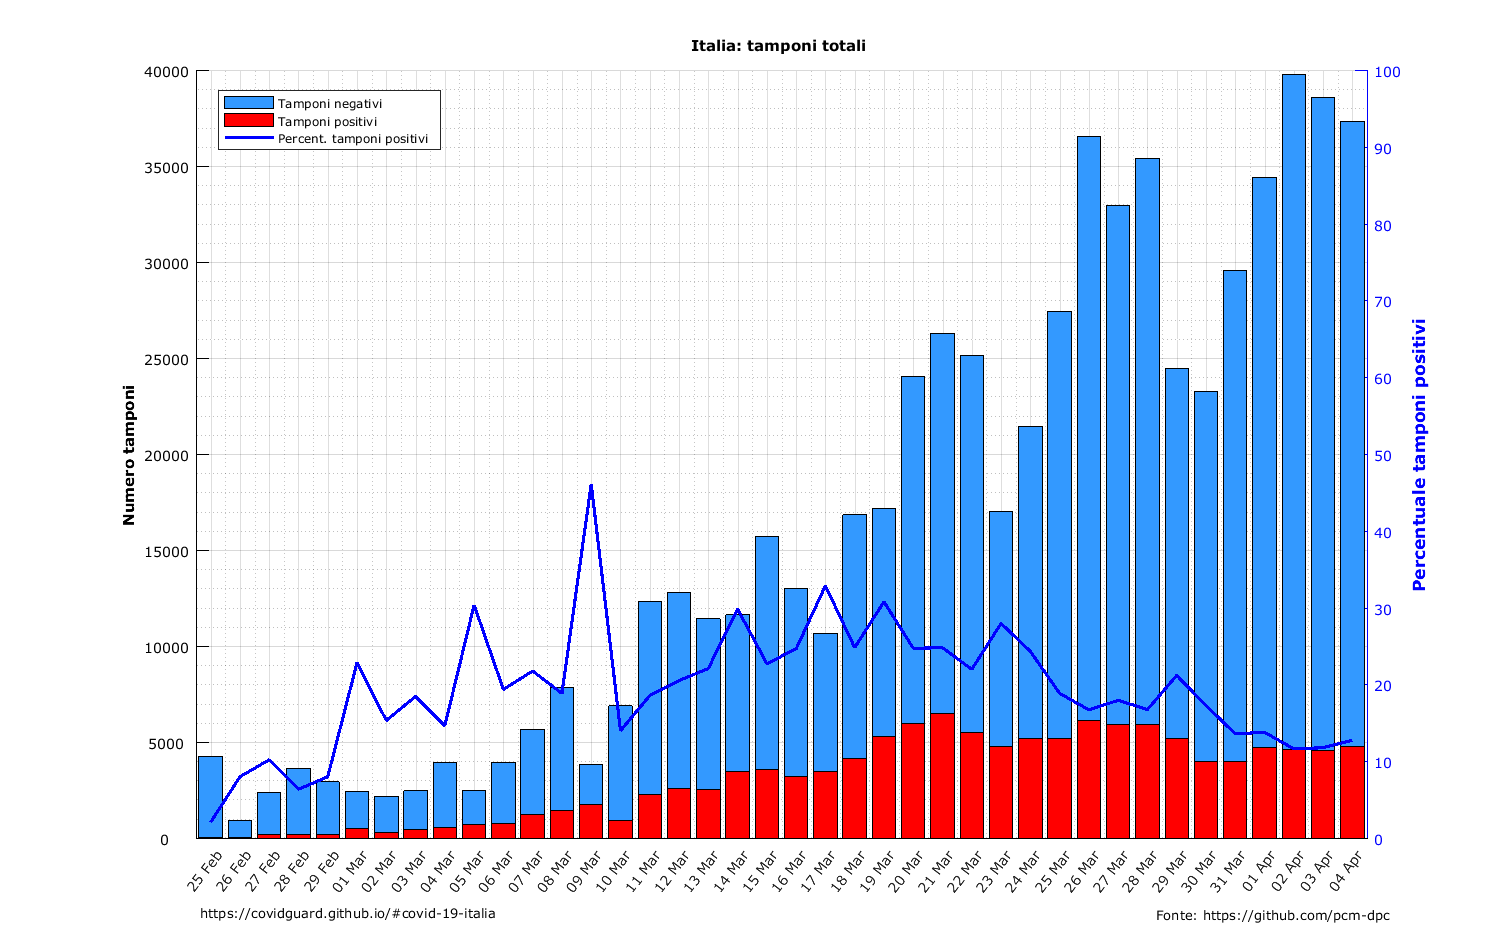 Italia: tamponi totali
Tamponi negativi
Tamponi positivi
Percent. tamponi positivi
Numero tamponi
40000
35000
30000
25000
20000
15000
10000
5000
0
Percentuale tamponi positivi
100
90
80
70
60
50
40
30
20
10
0
25 Feb
26 Feb
27 Feb
28 Feb
29 Feb
01 Mar
02 Mar
03 Mar
04 Mar
05 Mar
06 Mar
07 Mar
08 Mar
09 Mar
10 Mar
11 Mar
12 Mar
13 Mar
14 Mar
15 Mar
16 Mar
17 Mar
18 Mar
19 Mar
20 Mar
21 Mar
22 Mar
23 Mar
24 Mar
25 Mar
26 Mar
27 Mar
28 Mar
29 Mar
30 Mar
31 Mar
01 Apr
02 Apr
03 Apr
04 Apr
https://covidguard.github.io/#covid-19-italia
Fonte: https://github.com/pcm-dpc